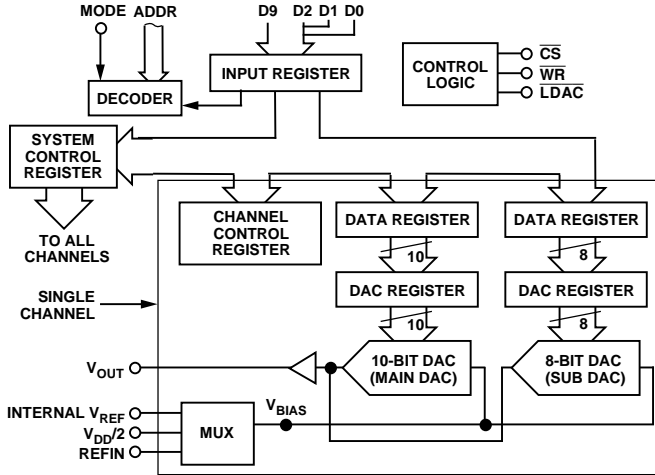 MODE ADDR
D9 D2 D1 D0
INPUT REGISTER
DECODER
CONTROL
LOGIC
CS
WR
LDAC
SYSTEM
CONTROL
REGISTER
TO ALL
CHANNELS
CHANNEL
CONTROL
REGISTER
DATA REGISTER
DATA REGISTER
10
8
DAC REGISTER
DAC REGISTER
10
8
SINGLE
CHANNEL
10-BIT DAC
(MAIN DAC)
8-BIT DAC
(SUB DAC)
VOUT
INTERNAL VREF
VDD/2
REFIN
MUX
VBIAS